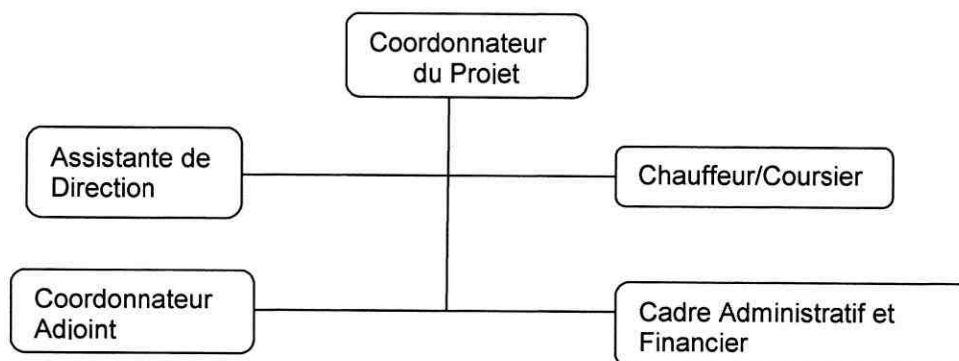 Coordonnateur
du Projet
Assistante de
Direction
Chauffeur/Coursier
Coordonnateur
Adjoint
Cadre Administratif et
Financier